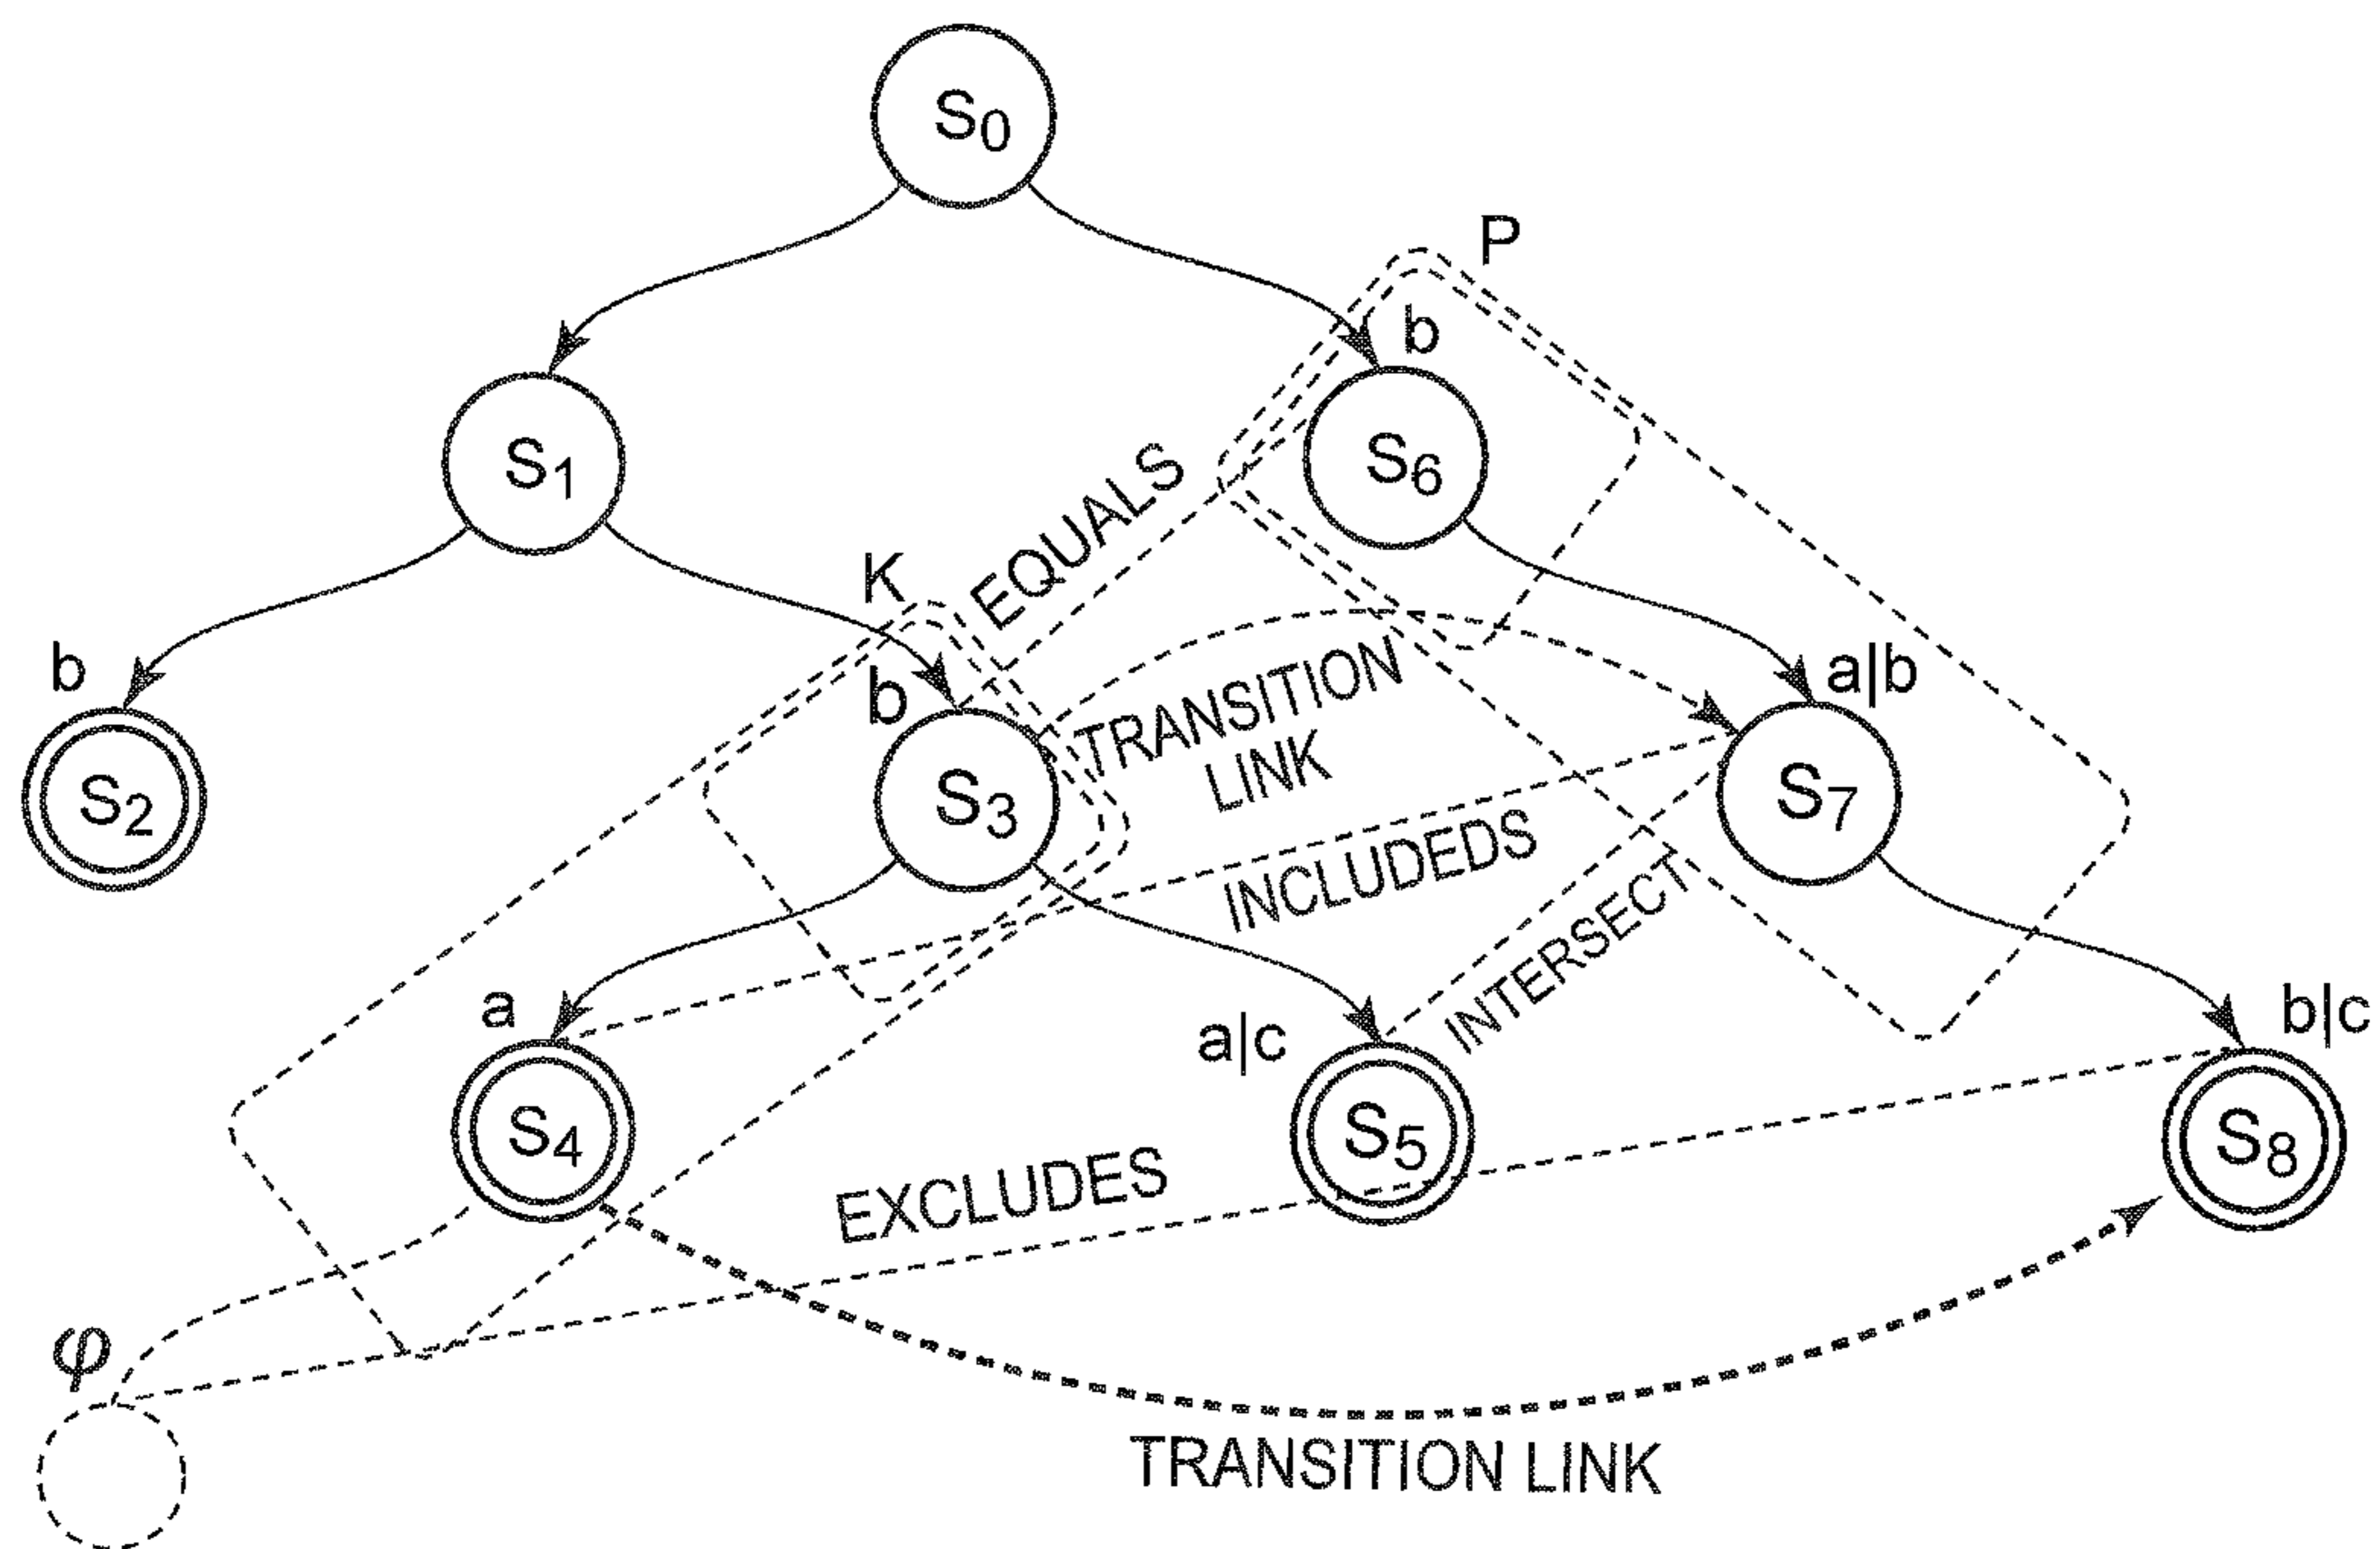 S0
P
b
S1
S6
EQUALS
K
b
b
a|b
TRANSITION
LINK
S2
S3
S7
INCLUDEDS
INTERSECT
a
a|c
b|c
S4
S5
S8
EXCLUDES
φ
TRANSITION LINK